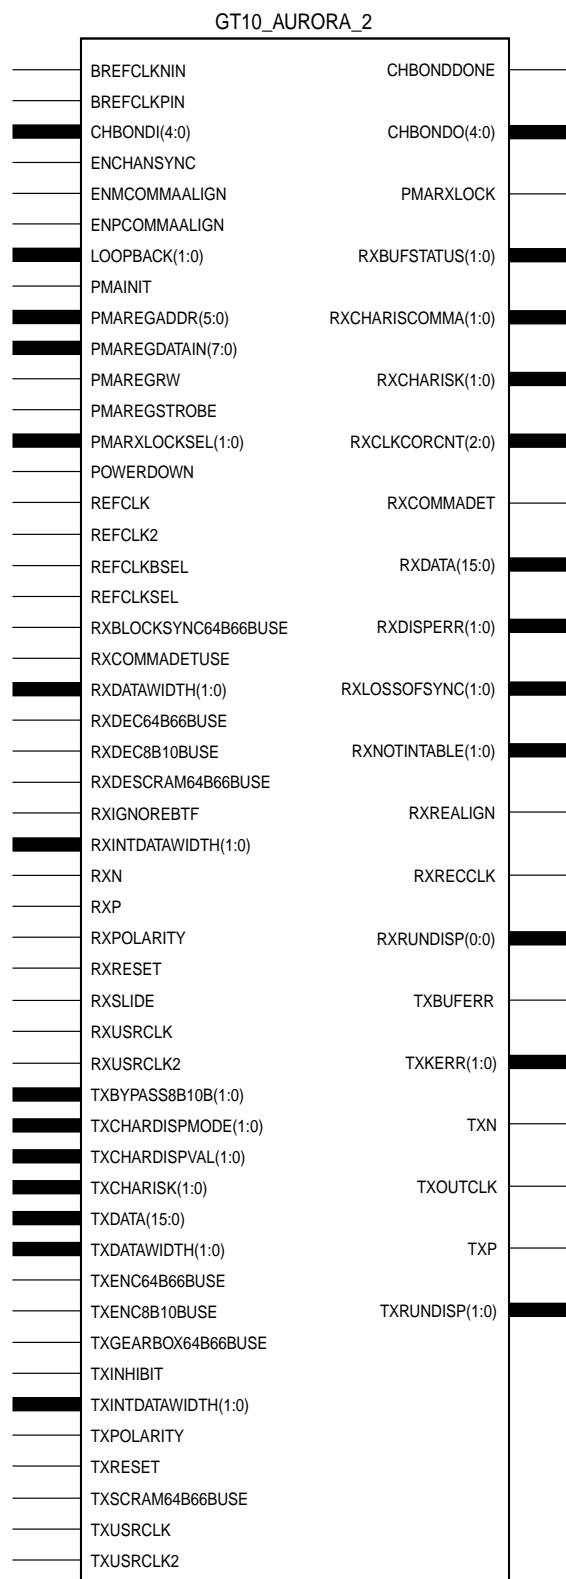 GT10_AURORA_2
BREFCLKNIN
BREFCLKPIN
CHBONDI(4:0)
ENCHANSYNC
ENMCOMMAALIGN
ENPCOMMAALIGN
LOOPBACK(1:0)
PMAINIT
PMAREGADDR(5:0)
PMAREGDATAIN(7:0)
PMAREGRW
PMAREGSTROBE
PMARXLOCKSEL(1:0)
POWERDOWN
REFCLK
REFCLK2
REFCLKBSEL
REFCLKSEL
RXBLOCKSYNC64B66BUSE
RXCOMMADETUSE
RXDATAWIDTH(1:0)
RXDEC64B66BUSE
RXDEC8B10BUSE
RXDESCRAM64B66BUSE
RXIGNOREBTF
RXINTDATAWIDTH(1:0)
RXN
RXP
RXPOLARITY
RXRESET
RXSLIDE
RXUSRCLK
RXUSRCLK2
TXBYPASS8B10B(1:0)
TXCHARDISPMODE(1:0)
TXCHARDISPVAL(1:0)
TXCHARISK(1:0)
TXDATA(15:0)
TXDATAWIDTH(1:0)
TXENC64B66BUSE
TXENC8B10BUSE
TXGEARBOX64B66BUSE
TXINHIBIT
TXINTDATAWIDTH(1:0)
TXPOLARITY
TXRESET
TXSCRAM64B66BUSE
TXUSRCLK
TXUSRCLK2
CHBONDDONE
CHBONDO(4:0)
PMARXLOCK
RXBUFSTATUS(1:0)
RXCHARISCOMMA(1:0)
RXCHARISK(1:0)
RXCLKCORCNT(2:0)
RXCOMMADET
RXDATA(15:0)
RXDISPERR(1:0)
RXLOSSOFSYNC(1:0)
RXNOTINTABLE(1:0)
RXREALIGN
RXRECCLK
RXRUNDISP(0:0)
TXBUFERR
TXKERR(1:0)
TXN
TXOUTCLK
TXP
TXRUNDISP(1:0)